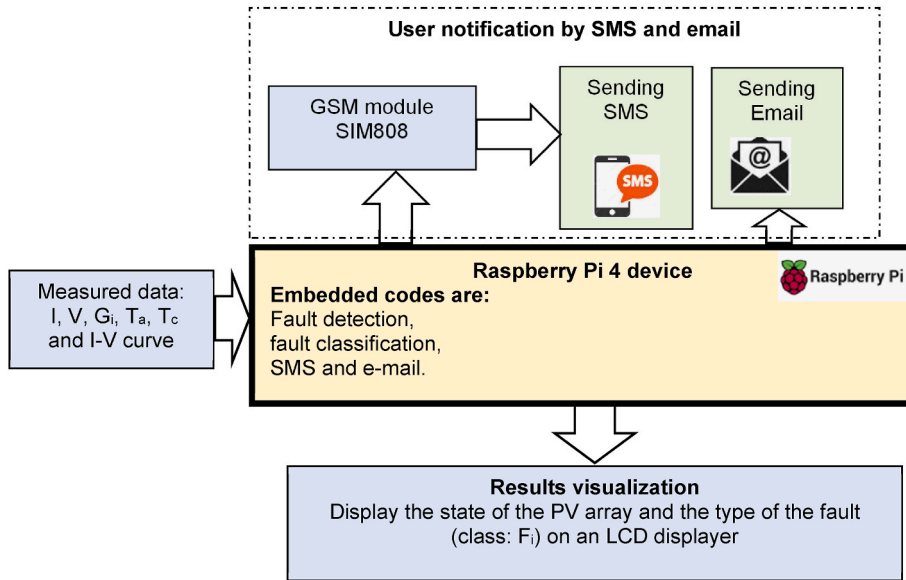 User notification by SMS and email
GSM module
SIM808
Sending
SMS
SMS
Sending
Email
@
Raspberry Pi 4 device
Raspberry Pi
Embedded codes are:
Fault detection,
fault classification,
SMS and e-mail.
Measured data:
I, V, Gᵢ, Tₐ, T꜀
and I-V curve
Results visualization
Display the state of the PV array and the type of the fault
(class: Fᵢ) on an LCD displayer